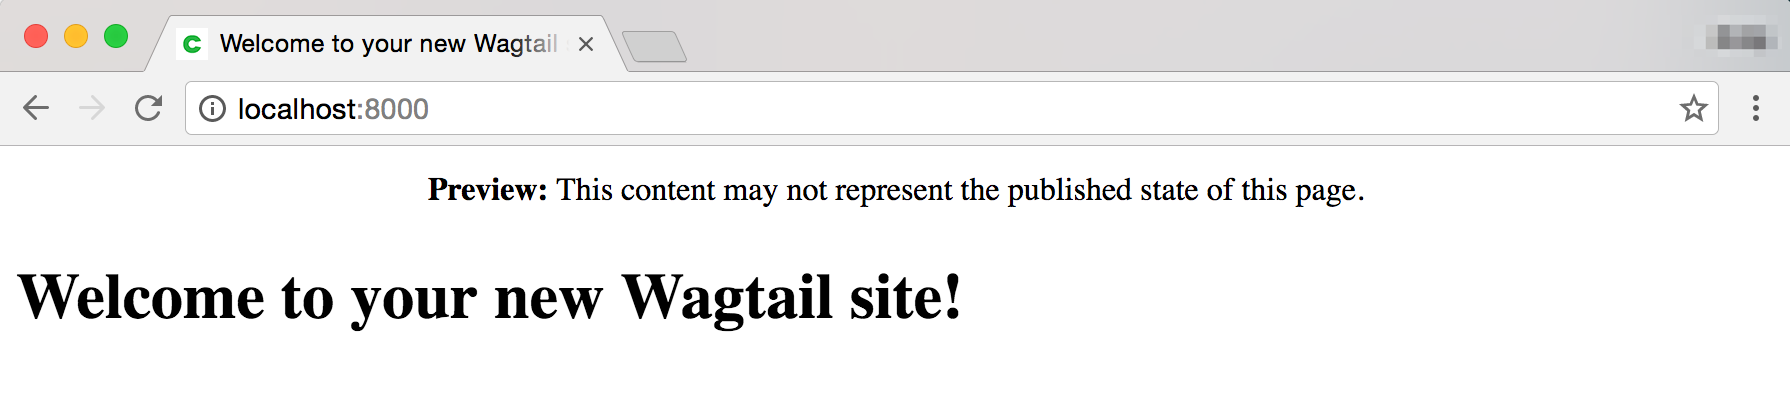 Welcome to your new Wagtail
localhost:8000
Preview: This content may not represent the published state of this page.
Welcome to your new Wagtail site!